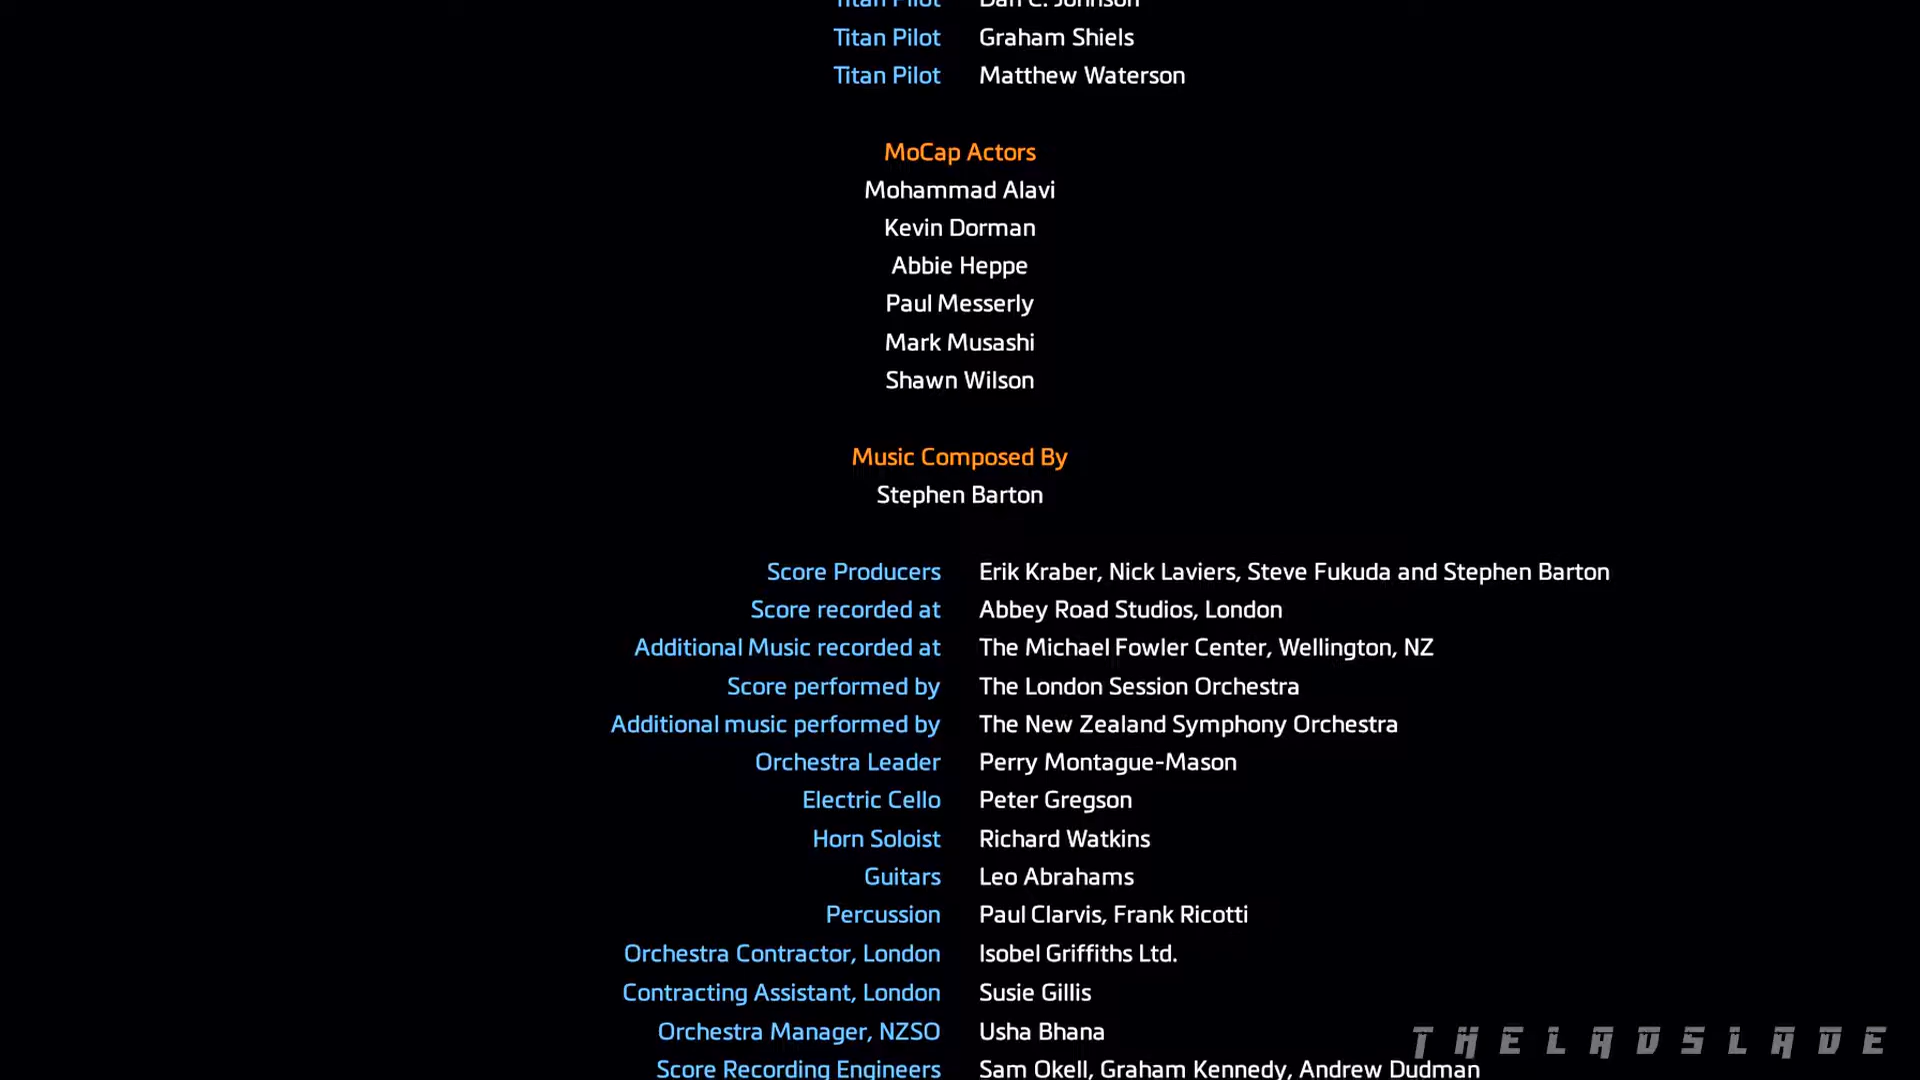 Titan Pilot Dan C. Johnson
Titan Pilot Graham Shiels
Titan Pilot Matthew Waterson
MoCap Actors
Mohammad Alavi
Kevin Dorman
Abbie Heppe
Paul Messerly
Mark Musashi
Shawn Wilson
Music Composed By
Stephen Barton
Score Producers Erik Kraber, Nick Laviers, Steve Fukuda and Stephen Barton
Score recorded at Abbey Road Studios, London
Additional Music recorded at The Michael Fowler Center, Wellington, NZ
Score performed by The London Session Orchestra
Additional music performed by The New Zealand Symphony Orchestra
Orchestra Leader Perry Montague-Mason
Electric Cello Peter Gregson
Horn Soloist Richard Watkins
Guitars Leo Abrahams
Percussion Paul Clarvis, Frank Ricotti
Orchestra Contractor, London Isobel Griffiths Ltd.
Contracting Assistant, London Susie Gillis
Orchestra Manager, NZSO Usha Bhana
Score Recording Engineers Sam Okell, Graham Kennedy, Andrew Dudman
THELADSLADE